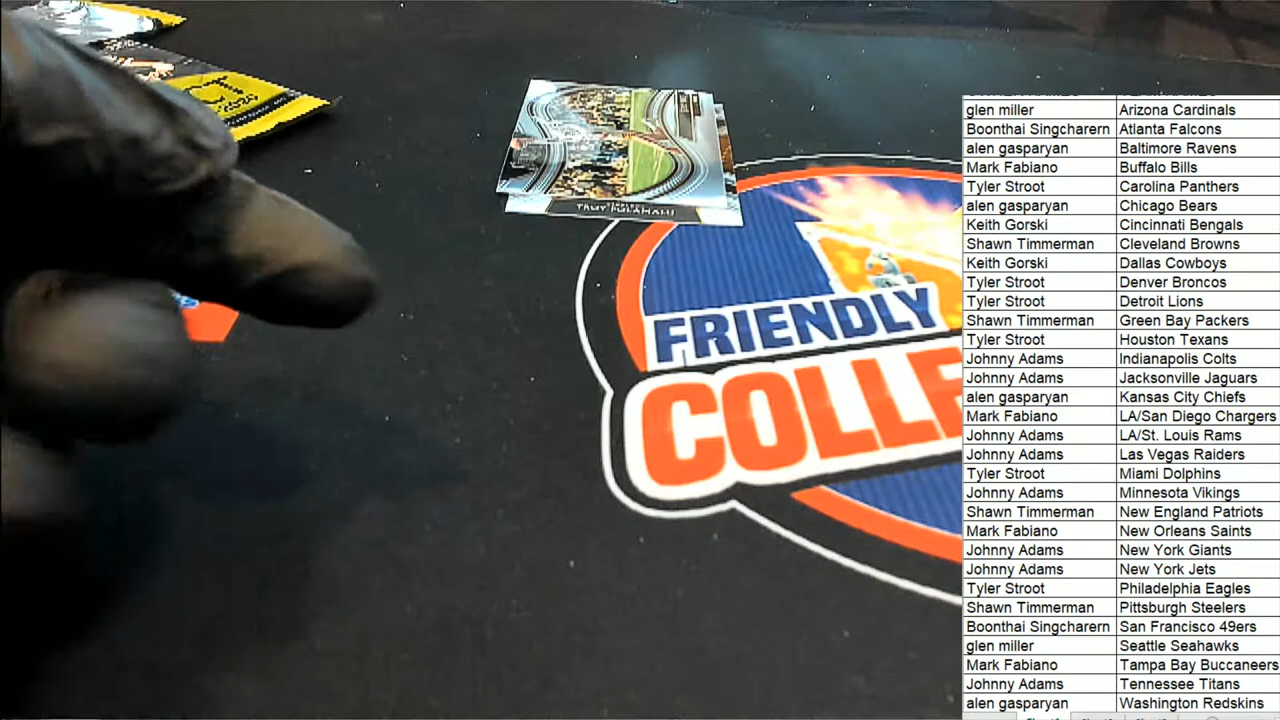 TROY POLAMALU
FRIENDLY
COLLE
glen miller Arizona Cardinals
Boonthai Singcharern Atlanta Falcons
alen gasparyan Baltimore Ravens
Mark Fabiano Buffalo Bills
Tyler Stroot Carolina Panthers
alen gasparyan Chicago Bears
Keith Gorski Cincinnati Bengals
Shawn Timmerman Cleveland Browns
Keith Gorski Dallas Cowboys
Tyler Stroot Denver Broncos
Tyler Stroot Detroit Lions
Shawn Timmerman Green Bay Packers
Tyler Stroot Houston Texans
Johnny Adams Indianapolis Colts
Johnny Adams Jacksonville Jaguars
alen gasparyan Kansas City Chiefs
Mark Fabiano LA/San Diego Chargers
Johnny Adams LA/St. Louis Rams
Johnny Adams Las Vegas Raiders
Tyler Stroot Miami Dolphins
Johnny Adams Minnesota Vikings
Shawn Timmerman New England Patriots
Mark Fabiano New Orleans Saints
Johnny Adams New York Giants
Johnny Adams New York Jets
Tyler Stroot Philadelphia Eagles
Shawn Timmerman Pittsburgh Steelers
Boonthai Singcharern San Francisco 49ers
glen miller Seattle Seahawks
Mark Fabiano Tampa Bay Buccaneers
Johnny Adams Tennessee Titans
alen gasparyan Washington Redskins